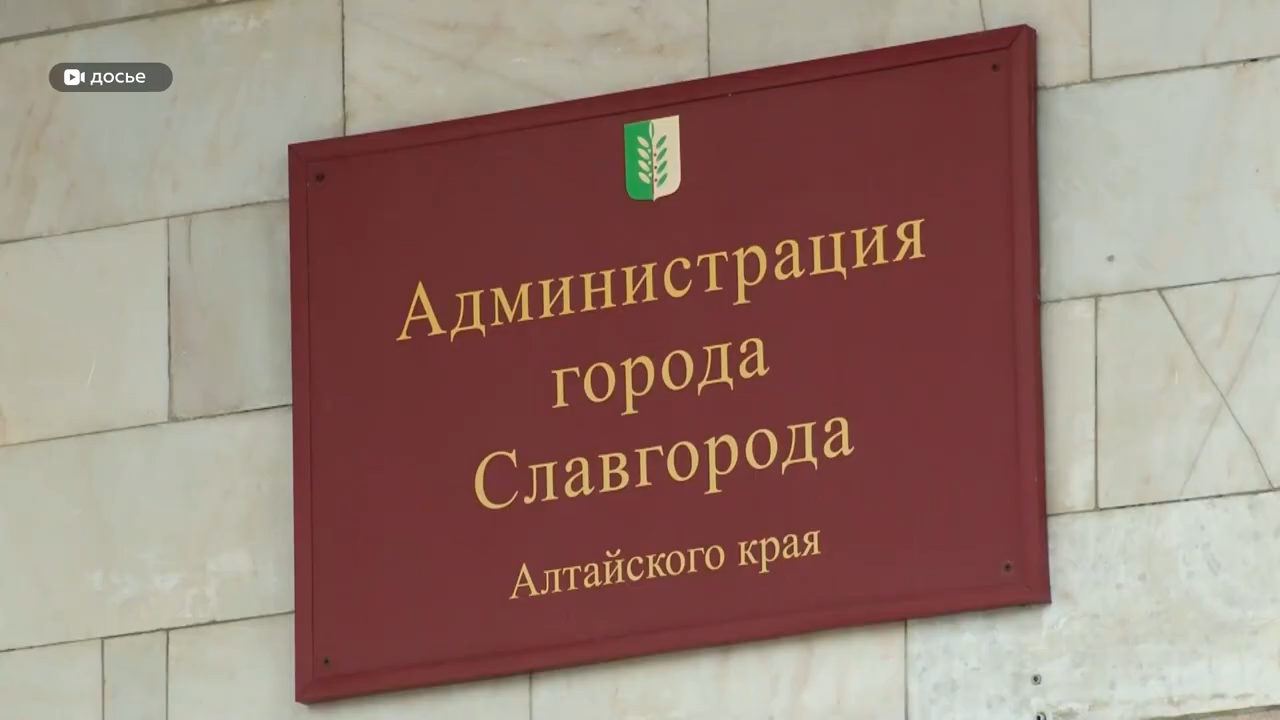 досье
Администрация
города
Славгорода
Алтайского края